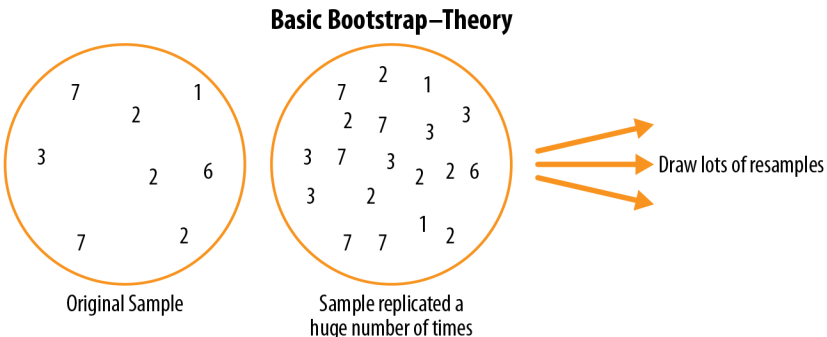 Basic Bootstrap–Theory
7 1
2
3
2 6
7 2
Original Sample
2
7 1
2 7 3 3
3 7 3 2 2 6
3 2
1
7 7 2
Sample replicated a
huge number of times
Draw lots of resamples